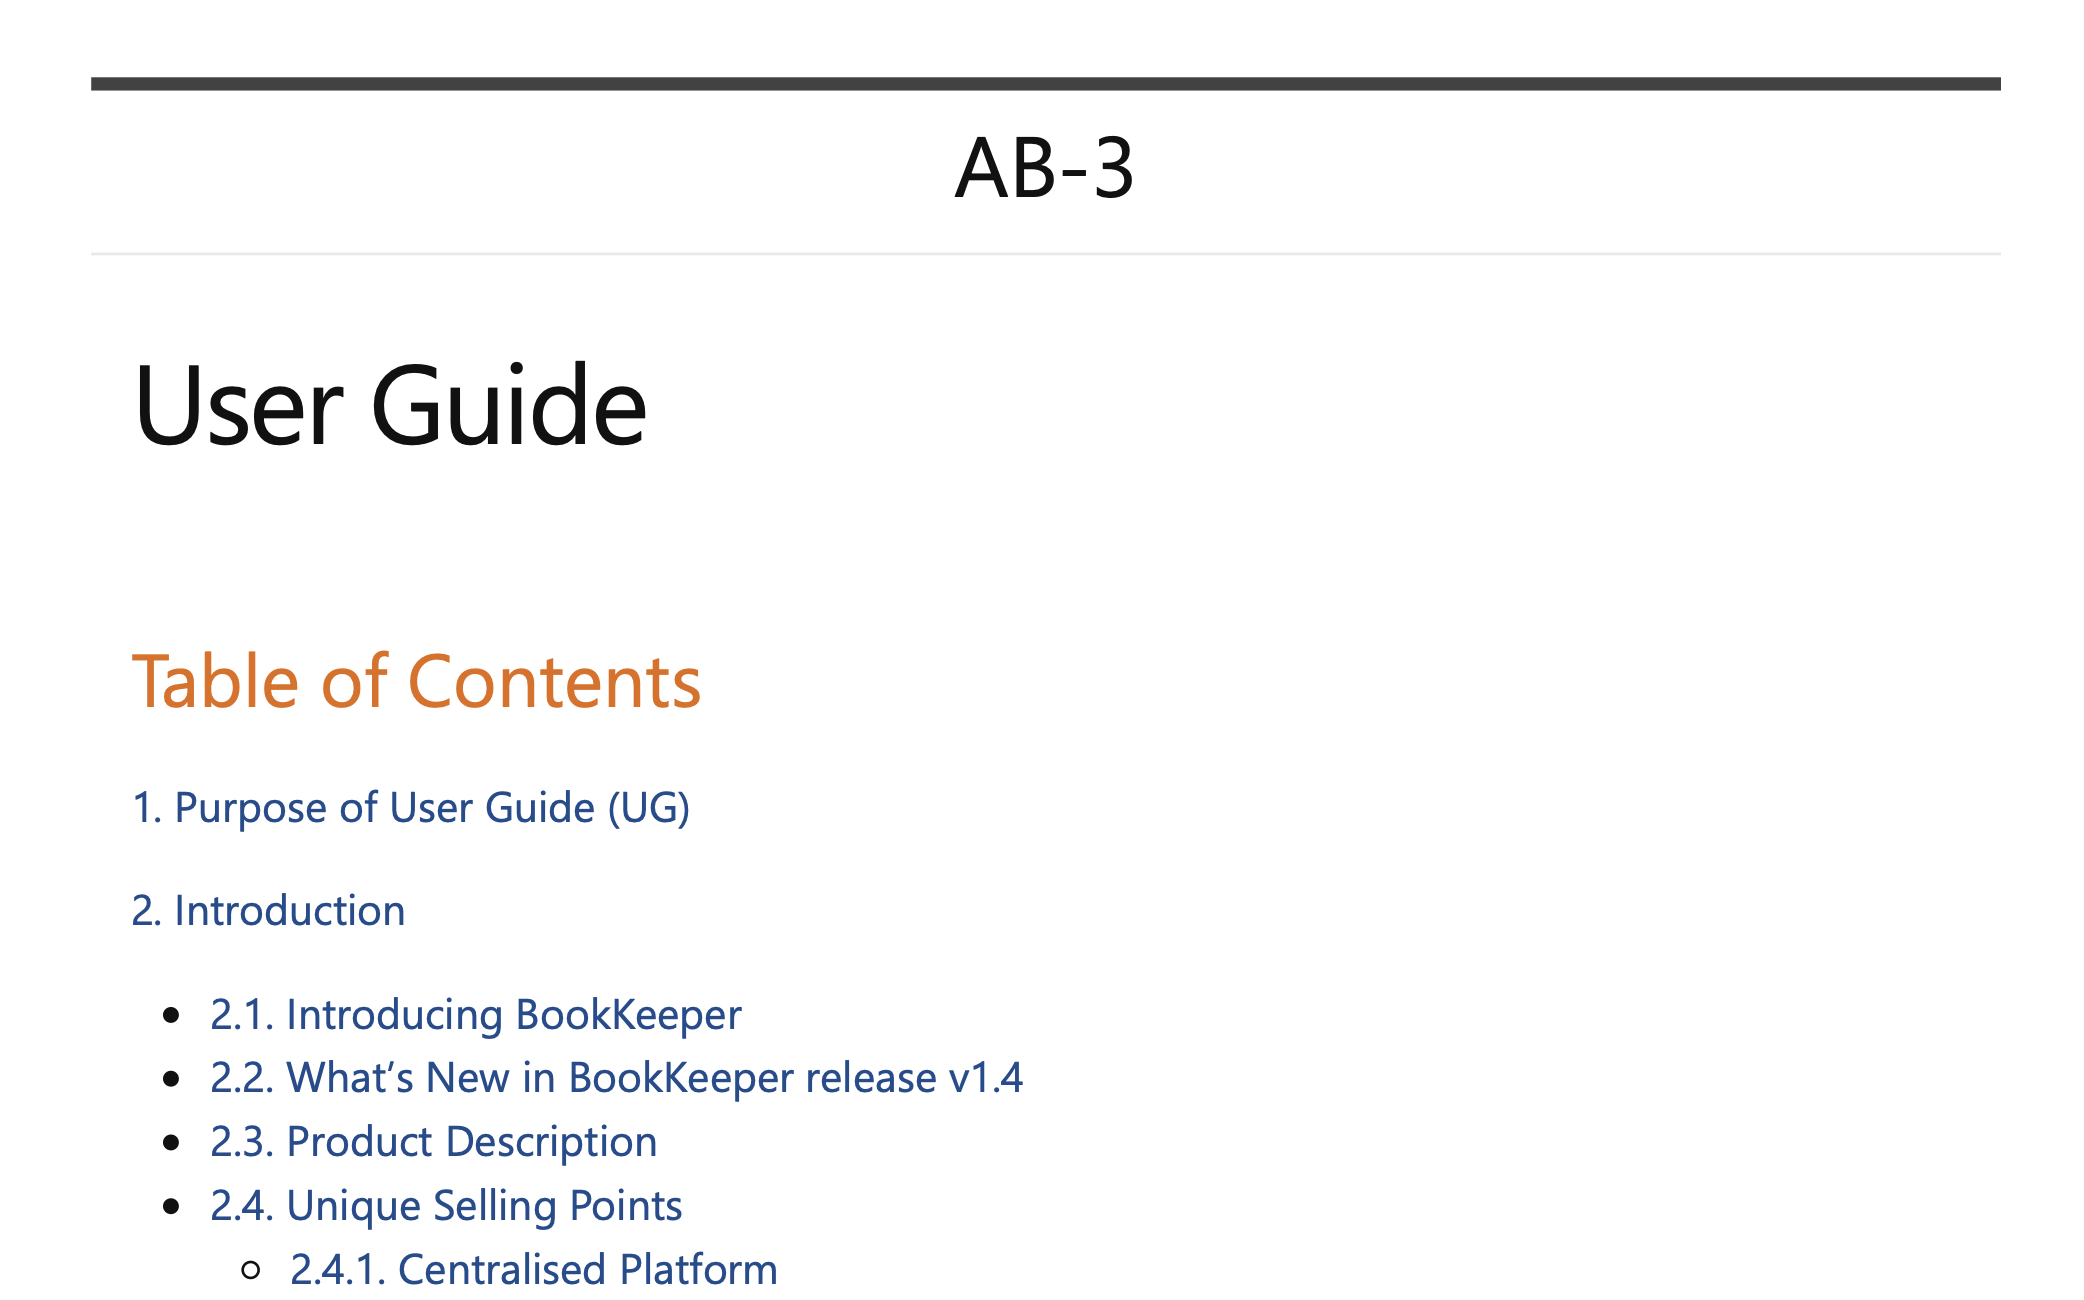 AB-3
User Guide
Table of Contents
1. Purpose of User Guide (UG)
2. Introduction
2.1. Introducing BookKeeper
2.2. What’s New in BookKeeper release v1.4
2.3. Product Description
2.4. Unique Selling Points
2.4.1. Centralised Platform